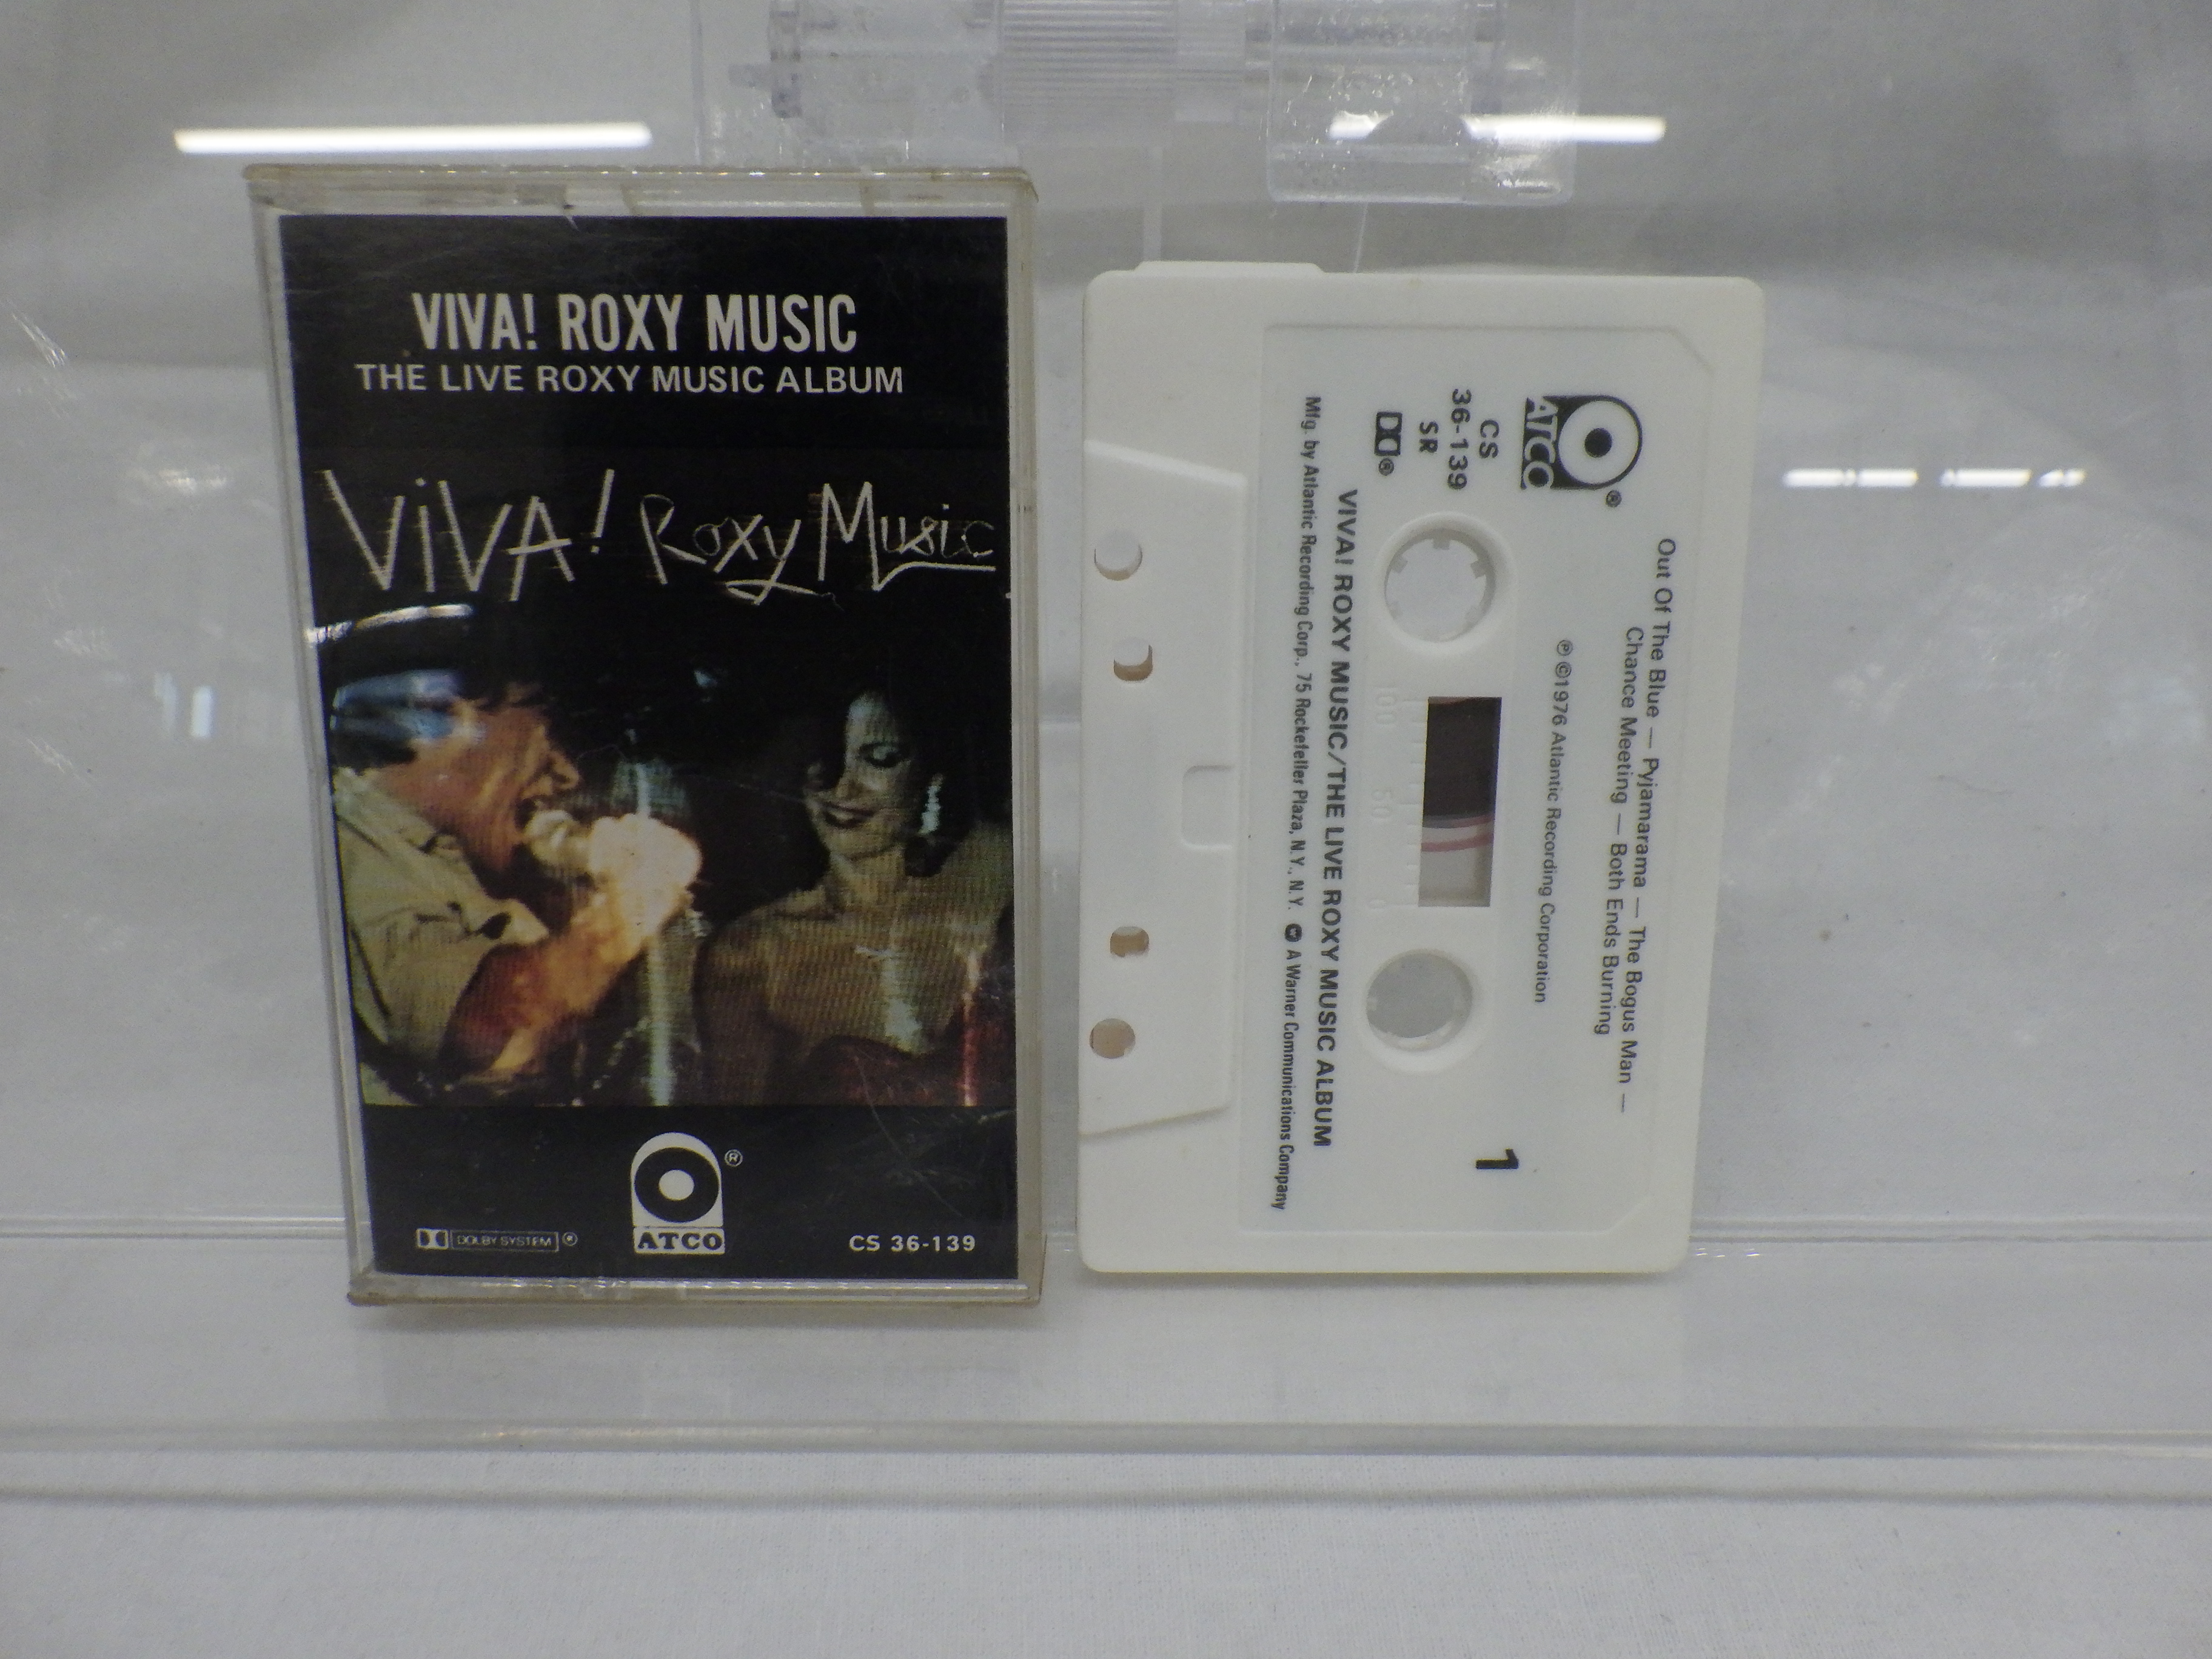 VIVA! ROXY MUSIC
THE LIVE ROXY MUSIC ALBUM
ViVA! Roxy Music
DOLBY SYSTEM ®
®
ATCO
CS 36-139
Out Of The Blue — Pyjamarama — The Bogus Man —
Chance Meeting — Both Ends Burning
℗ ©1976 Atlantic Recording Corporation
ATCO ®
CS
36-139
SR
®
1
VIVA! ROXY MUSIC/THE LIVE ROXY MUSIC ALBUM
Mfg. by Atlantic Recording Corp., 75 Rockefeller Plaza, N.Y., N.Y. A Warner Communications Company
100 50 0